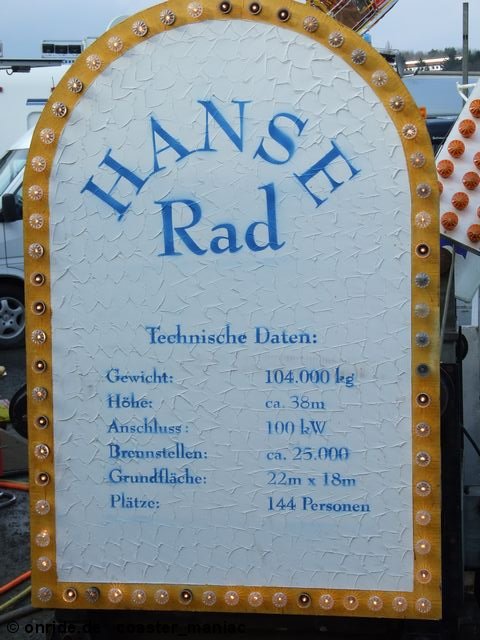 HANSE
Rad
Technische Daten:
Gewicht: 104.000 kg
Höhe: ca. 38m
Anschluss: 100 kW
Brennstellen: ca. 25.000
Grundfläche: 22m x 18m
Plätze: 144 Personen
© onride.de - coaster_maniac